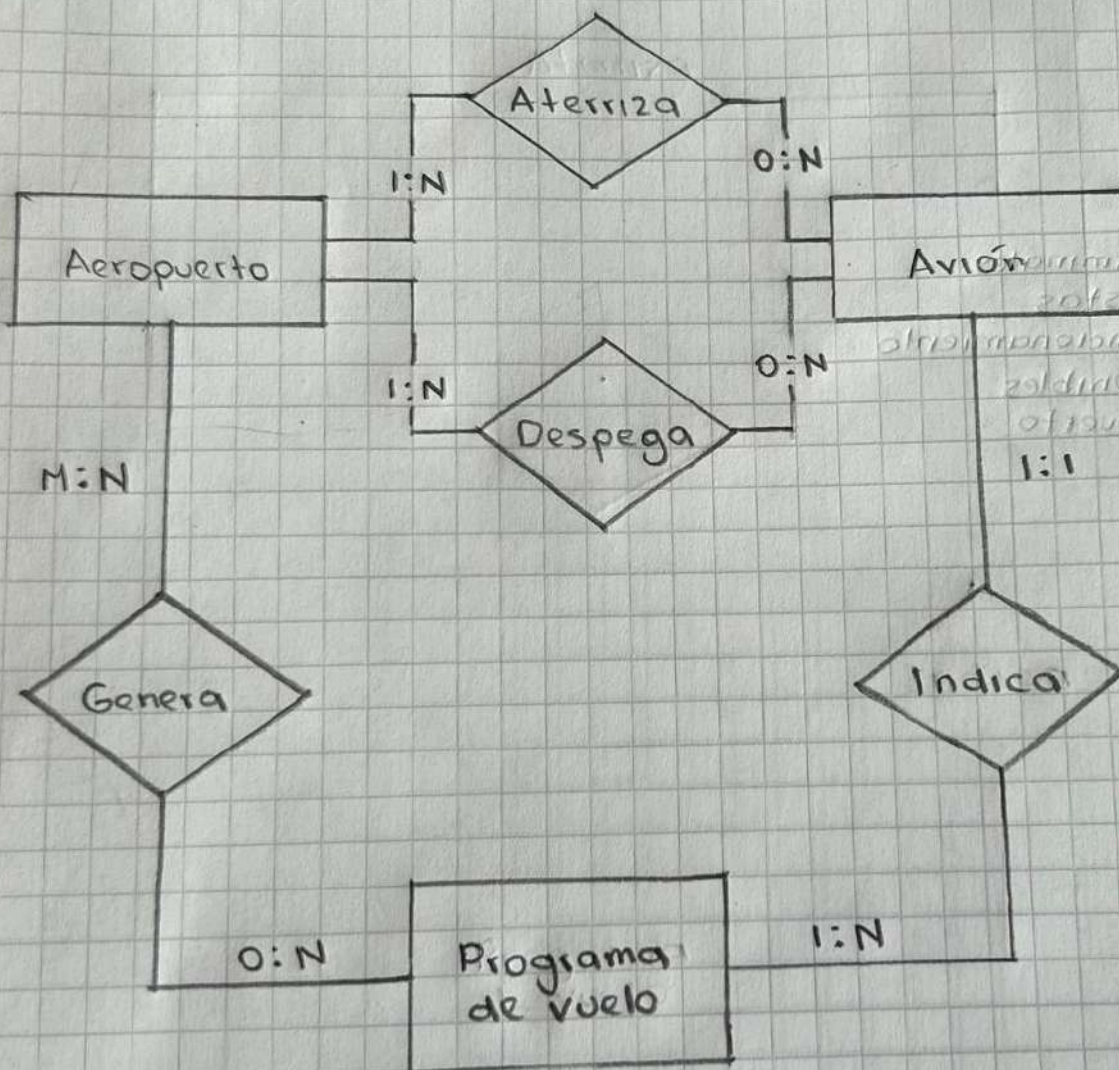 Aterriza
1:N
0:N
Aeropuerto
Avión
1:N
0:N
Despega
M:N
1:1
Genera
Indica
0:N
1:N
Programa
de vuelo